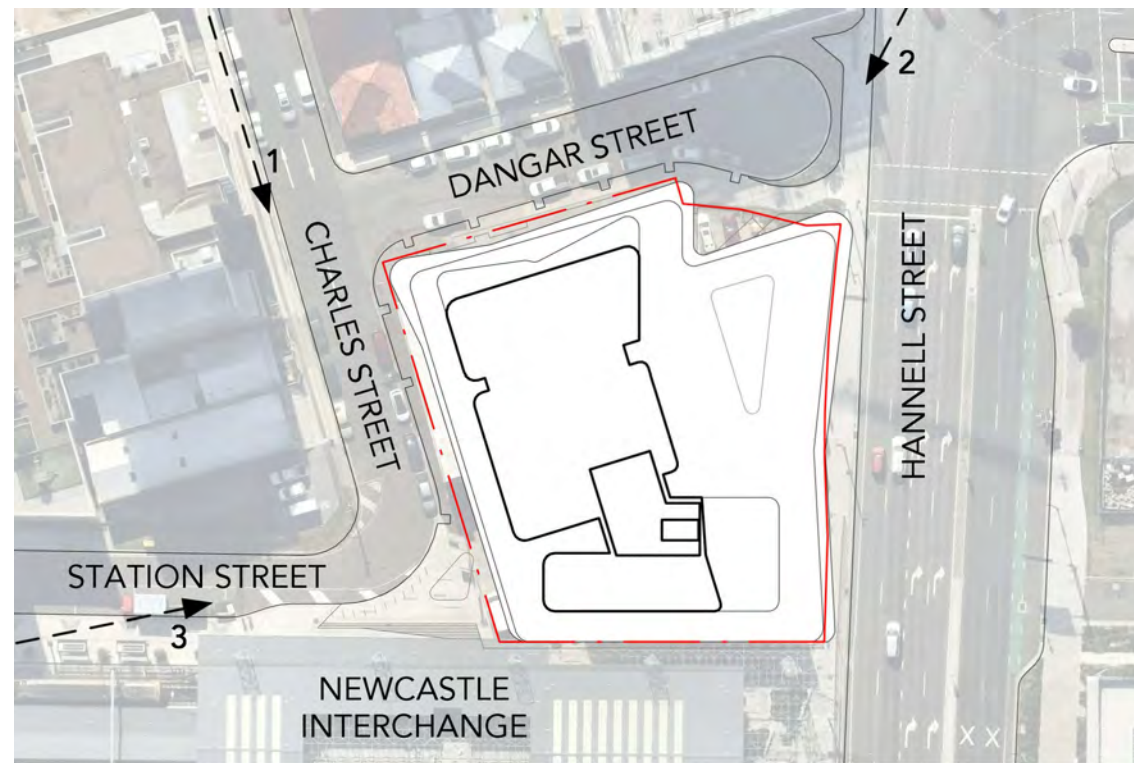 1
2
DANGAR STREET
CHARLES STREET
HANNELL STREET
STATION STREET
3
NEWCASTLE
INTERCHANGE
X X